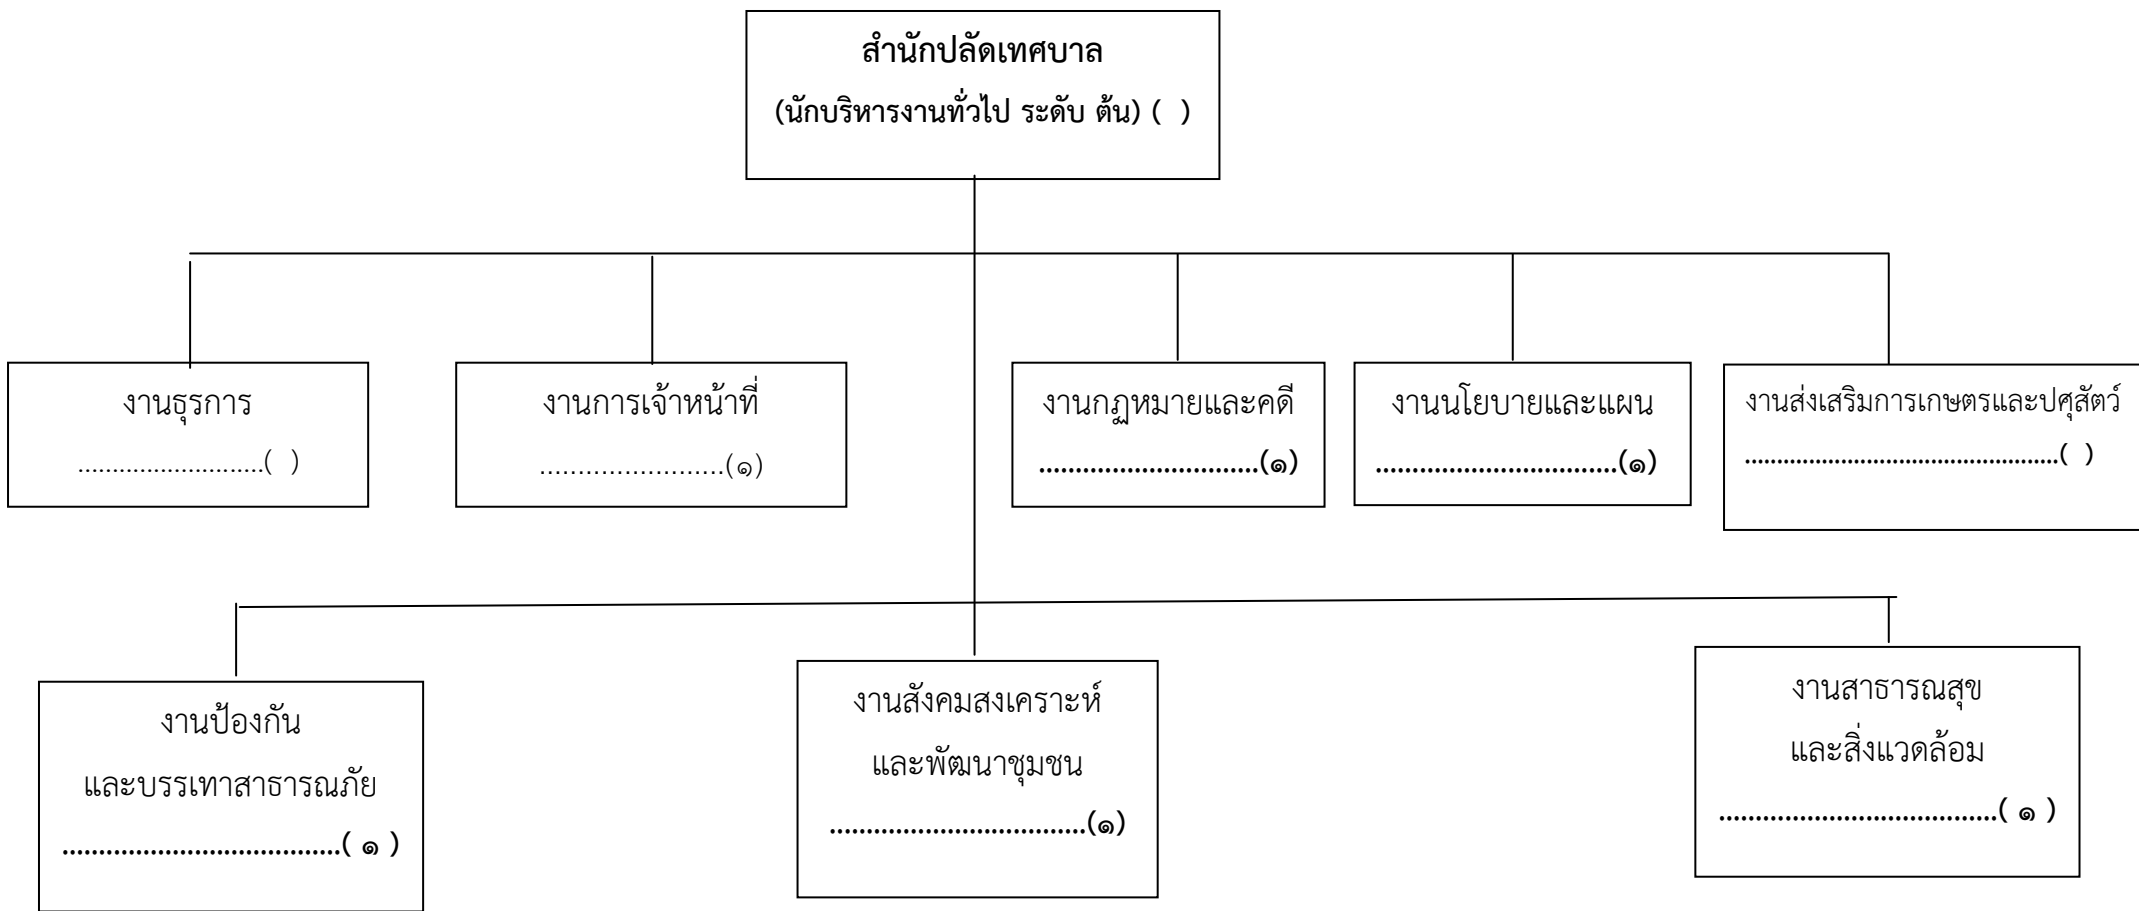 สำนักปลัดเทศบาล
(นักบริหารงานทั่วไป ระดับ ต้น) ( )
งานธุรการ
...........................( )
งานการเจ้าหน้าที่
........................(๑)
งานกฏหมายและคดี
..............................(๑)
งานนโยบายและแผน
.................................(๑)
งานส่งเสริมการเกษตรและปศุสัตว์
.................................................( )
งานป้องกัน
และบรรเทาสาธารณภัย
......................................( ๑ )
งานสังคมสงเคราะห์
และพัฒนาชุมชน
...................................(๑)
งานสาธารณสุข
และสิ่งแวดล้อม
......................................( ๑ )